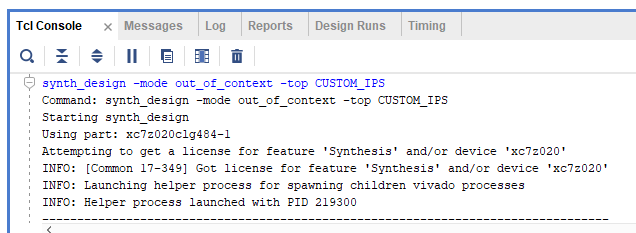 Tcl Console × Messages Log Reports Design Runs Timing
synth_design -mode out_of_context -top CUSTOM_IPS
Command: synth_design -mode out_of_context -top CUSTOM_IPS
Starting synth_design
Using part: xc7z020clg484-1
Attempting to get a license for feature 'Synthesis' and/or device 'xc7z020'
INFO: [Common 17-349] Got license for feature 'Synthesis' and/or device 'xc7z020'
INFO: Launching helper process for spawning children vivado processes
INFO: Helper process launched with PID 219300
---------------------------------------------------------------------------------